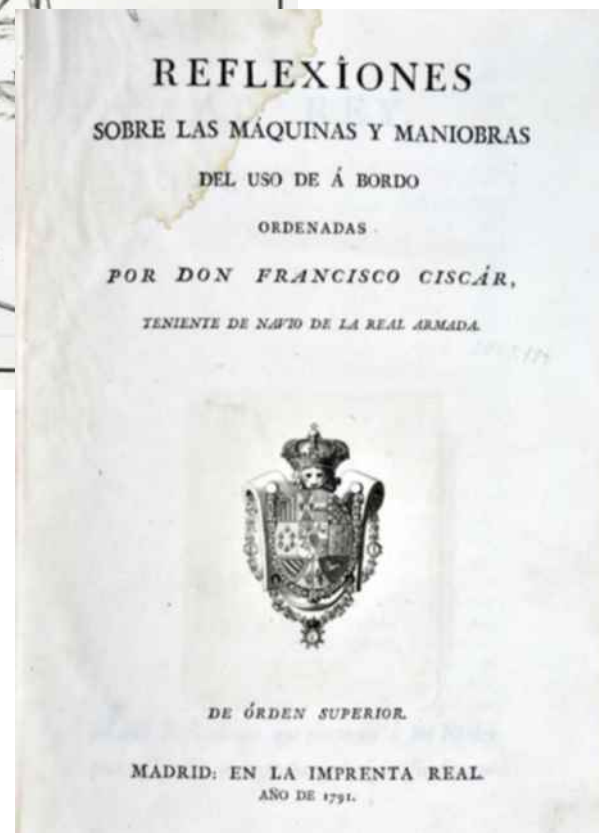 REFLEXÎONES
SOBRE LAS MÁQUINAS Y MANIOBRAS
DEL USO DE Á BORDO
ORDENADAS
POR DON FRANCISCO CISCÁR,
TENIENTE DE NAVIO DE LA REAL ARMADA.
DE ÓRDEN SUPERIOR.
MADRID: EN LA IMPRENTA REAL.
AÑO DE 1791.